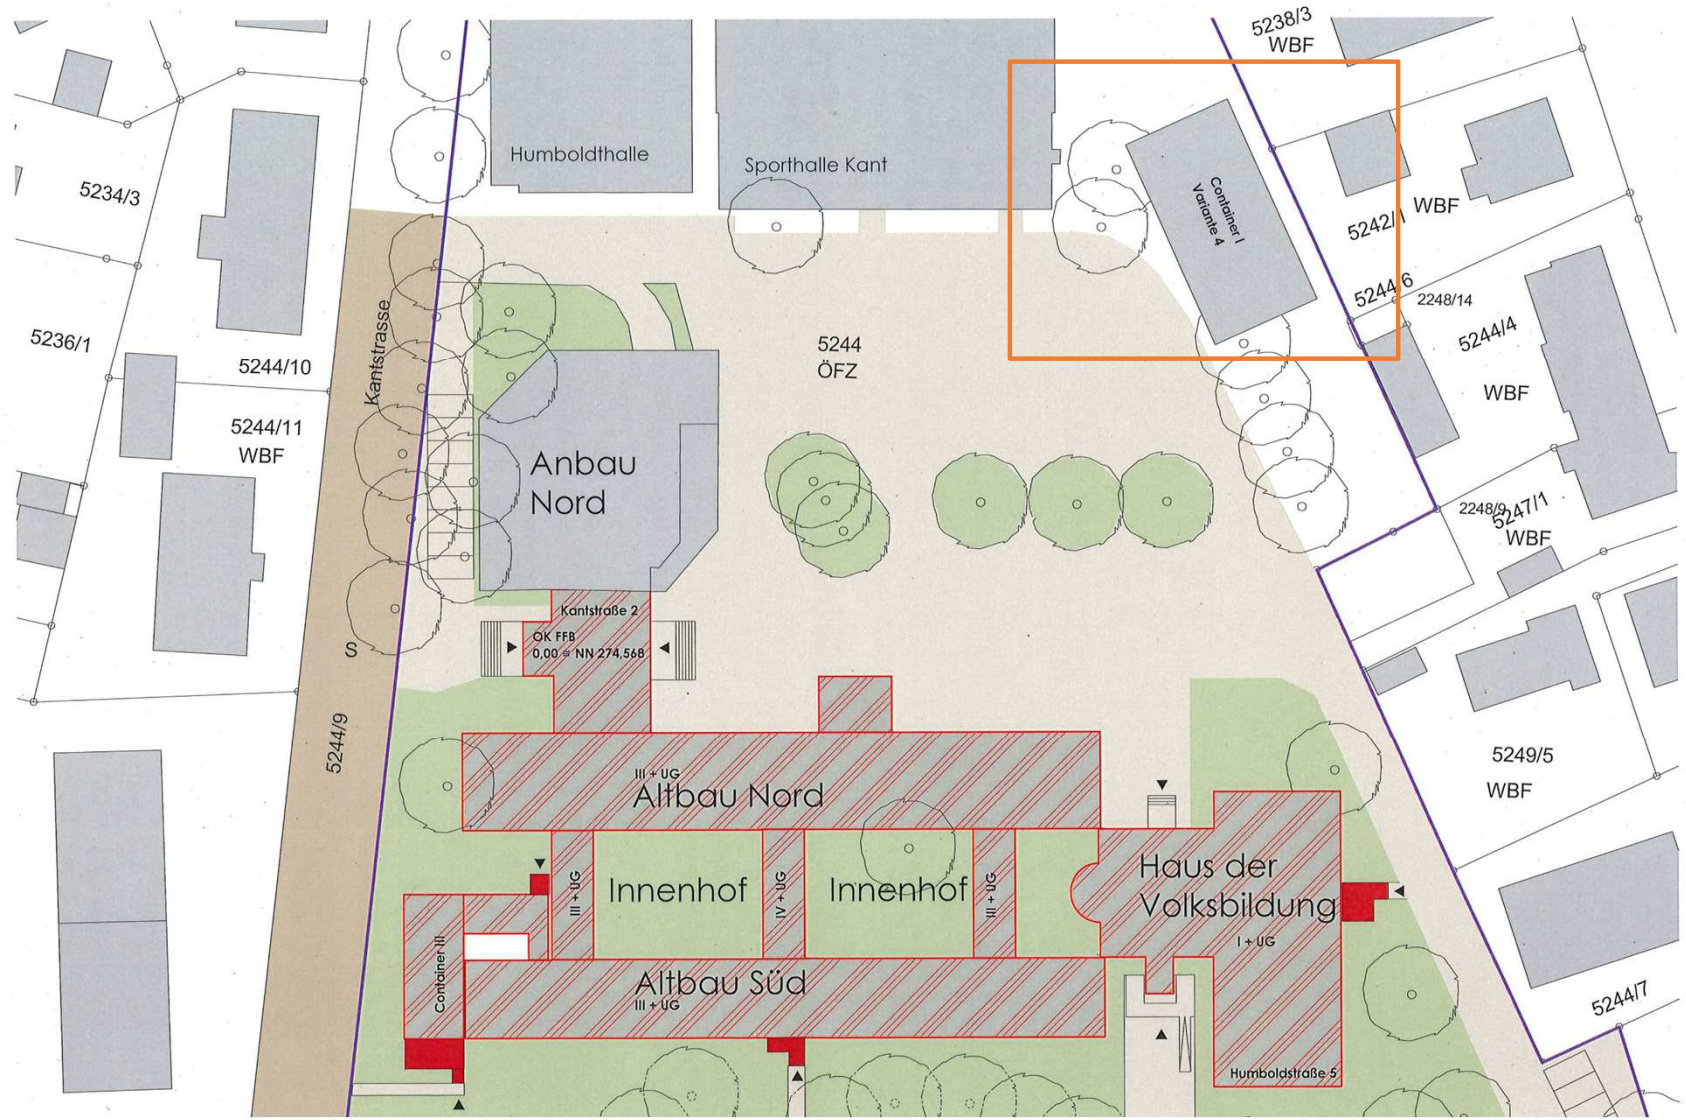 5238/3
WBF
Humboldthalle
Sporthalle Kant
5234/3
Container I
Variante 4
5242/1
WBF
5244/6
2248/14
5244/4
WBF
Kantstrasse
5236/1
5244/10
5244
ÖFZ
5244/11
WBF
Anbau
Nord
2248/9
5247/1
WBF
Kantstraße 2
OK FFB
0,00 = NN 274,568
S
5244/9
5249/5
WBF
III + UG
Altbau Nord
III + UG
Innenhof
IV + UG
Innenhof
III + UG
Haus der
Volksbildung
I + UG
Container III
Altbau Süd
III + UG
5244/7
Humboldstraße 5